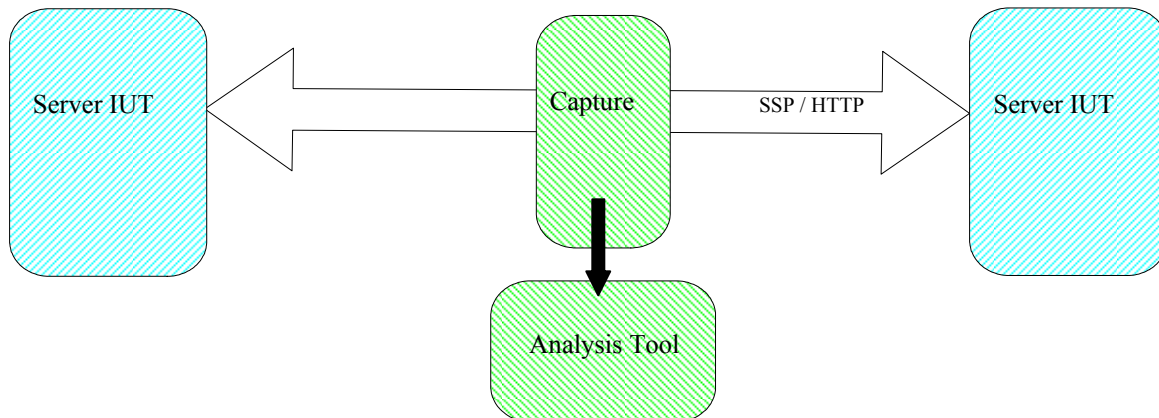 Server IUT
Capture
SSP / HTTP
Server IUT
Analysis Tool